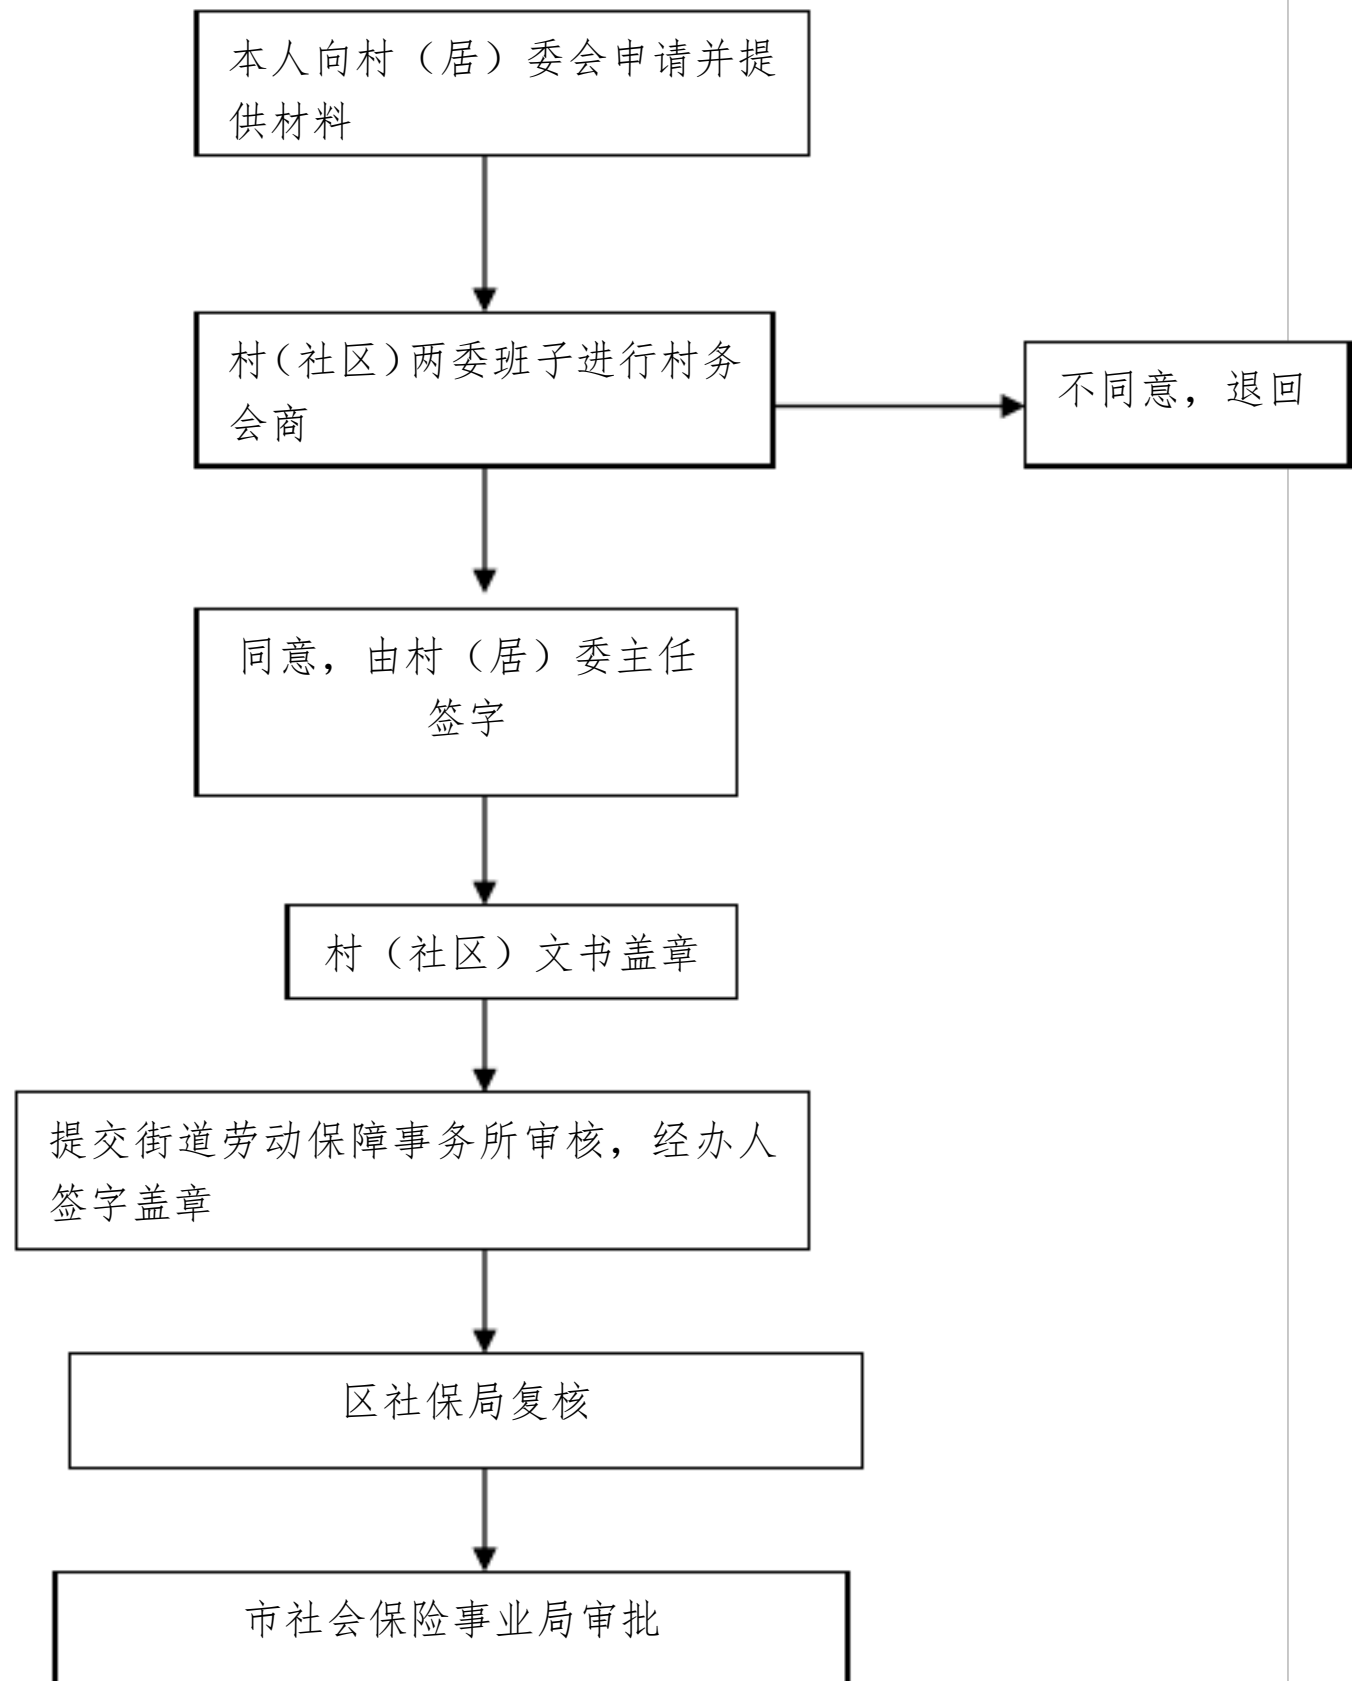 本人向村（居）委会申请并提
供材料
村（社区）两委班子进行村务
会商
不同意，退回
同意，由村（居）委主任
签字
村（社区）文书盖章
提交街道劳动保障事务所审核，经办人
签字盖章
区社保局复核
市社会保险事业局审批